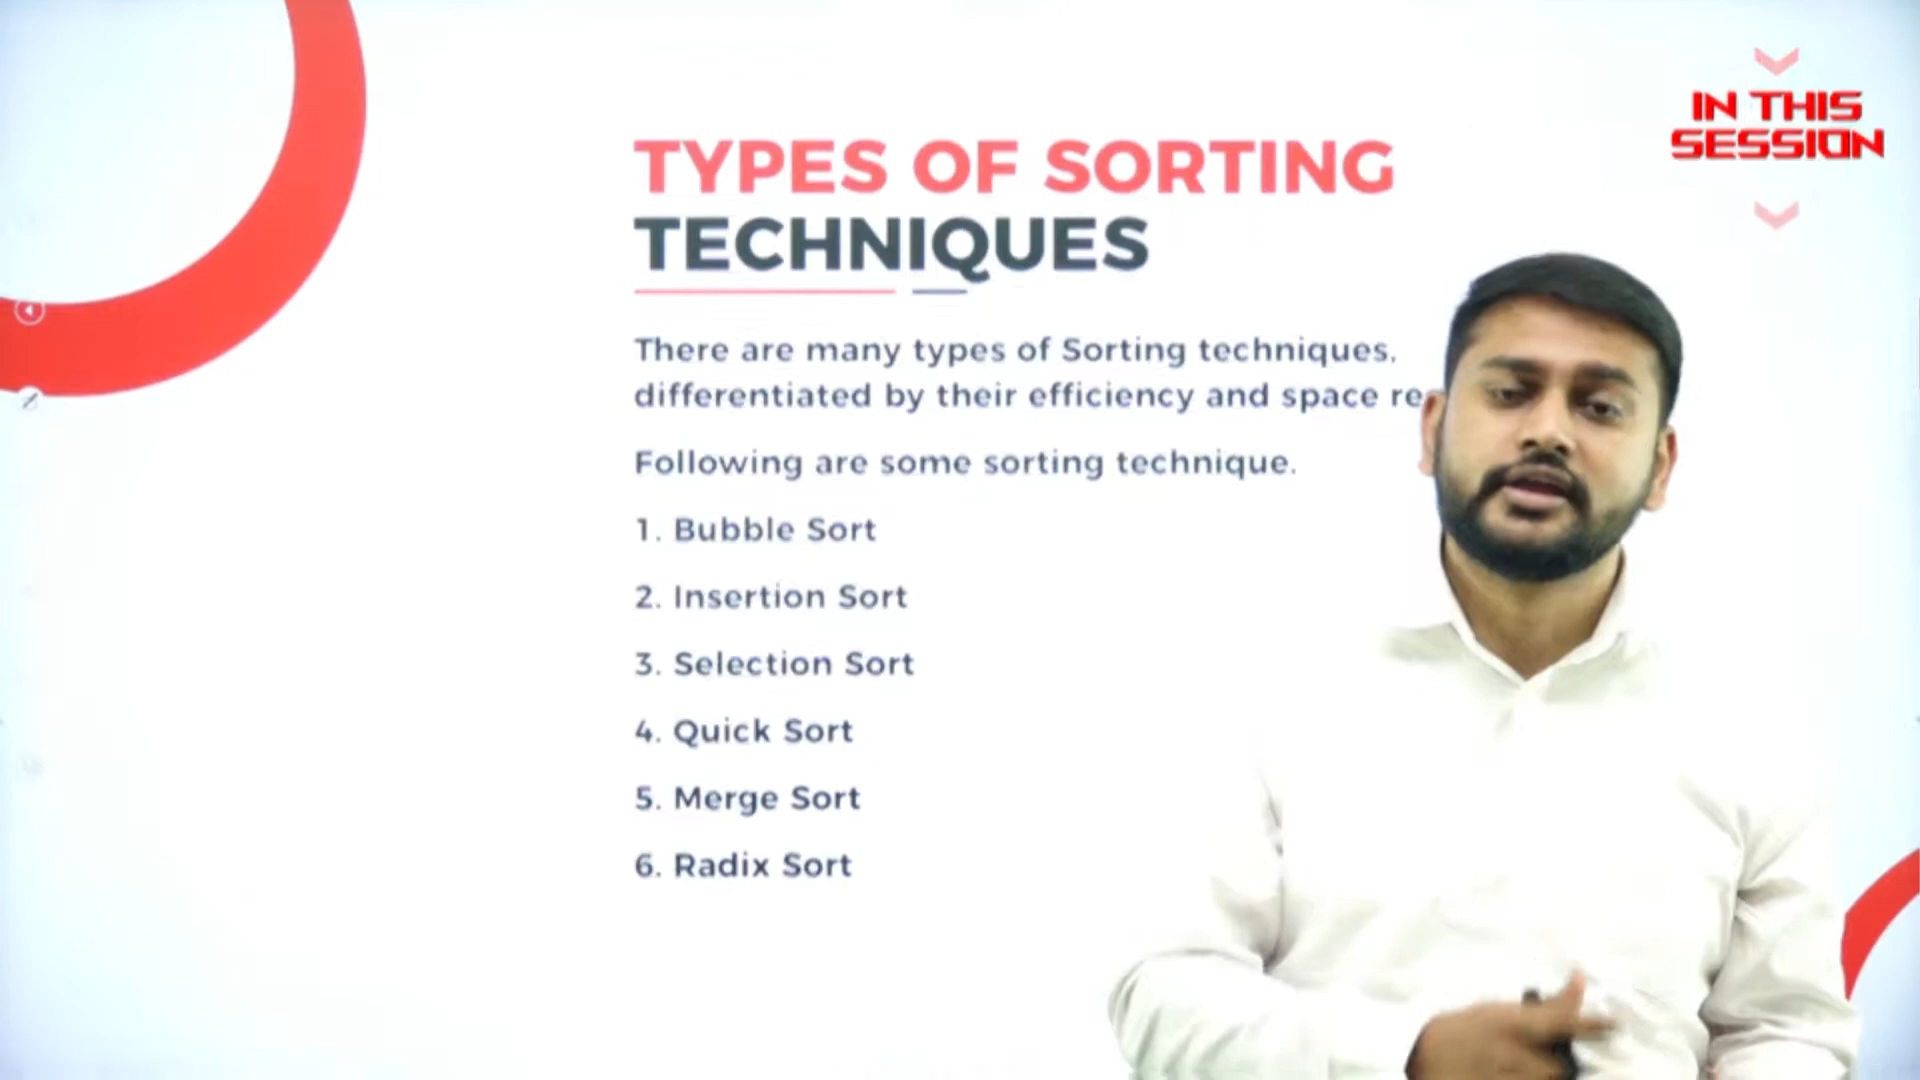 IN THIS
SESSION
TYPES OF SORTING
TECHNIQUES
There are many types of Sorting techniques,
differentiated by their efficiency and space re
Following are some sorting technique.
1. Bubble Sort
2. Insertion Sort
3. Selection Sort
4. Quick Sort
5. Merge Sort
6. Radix Sort